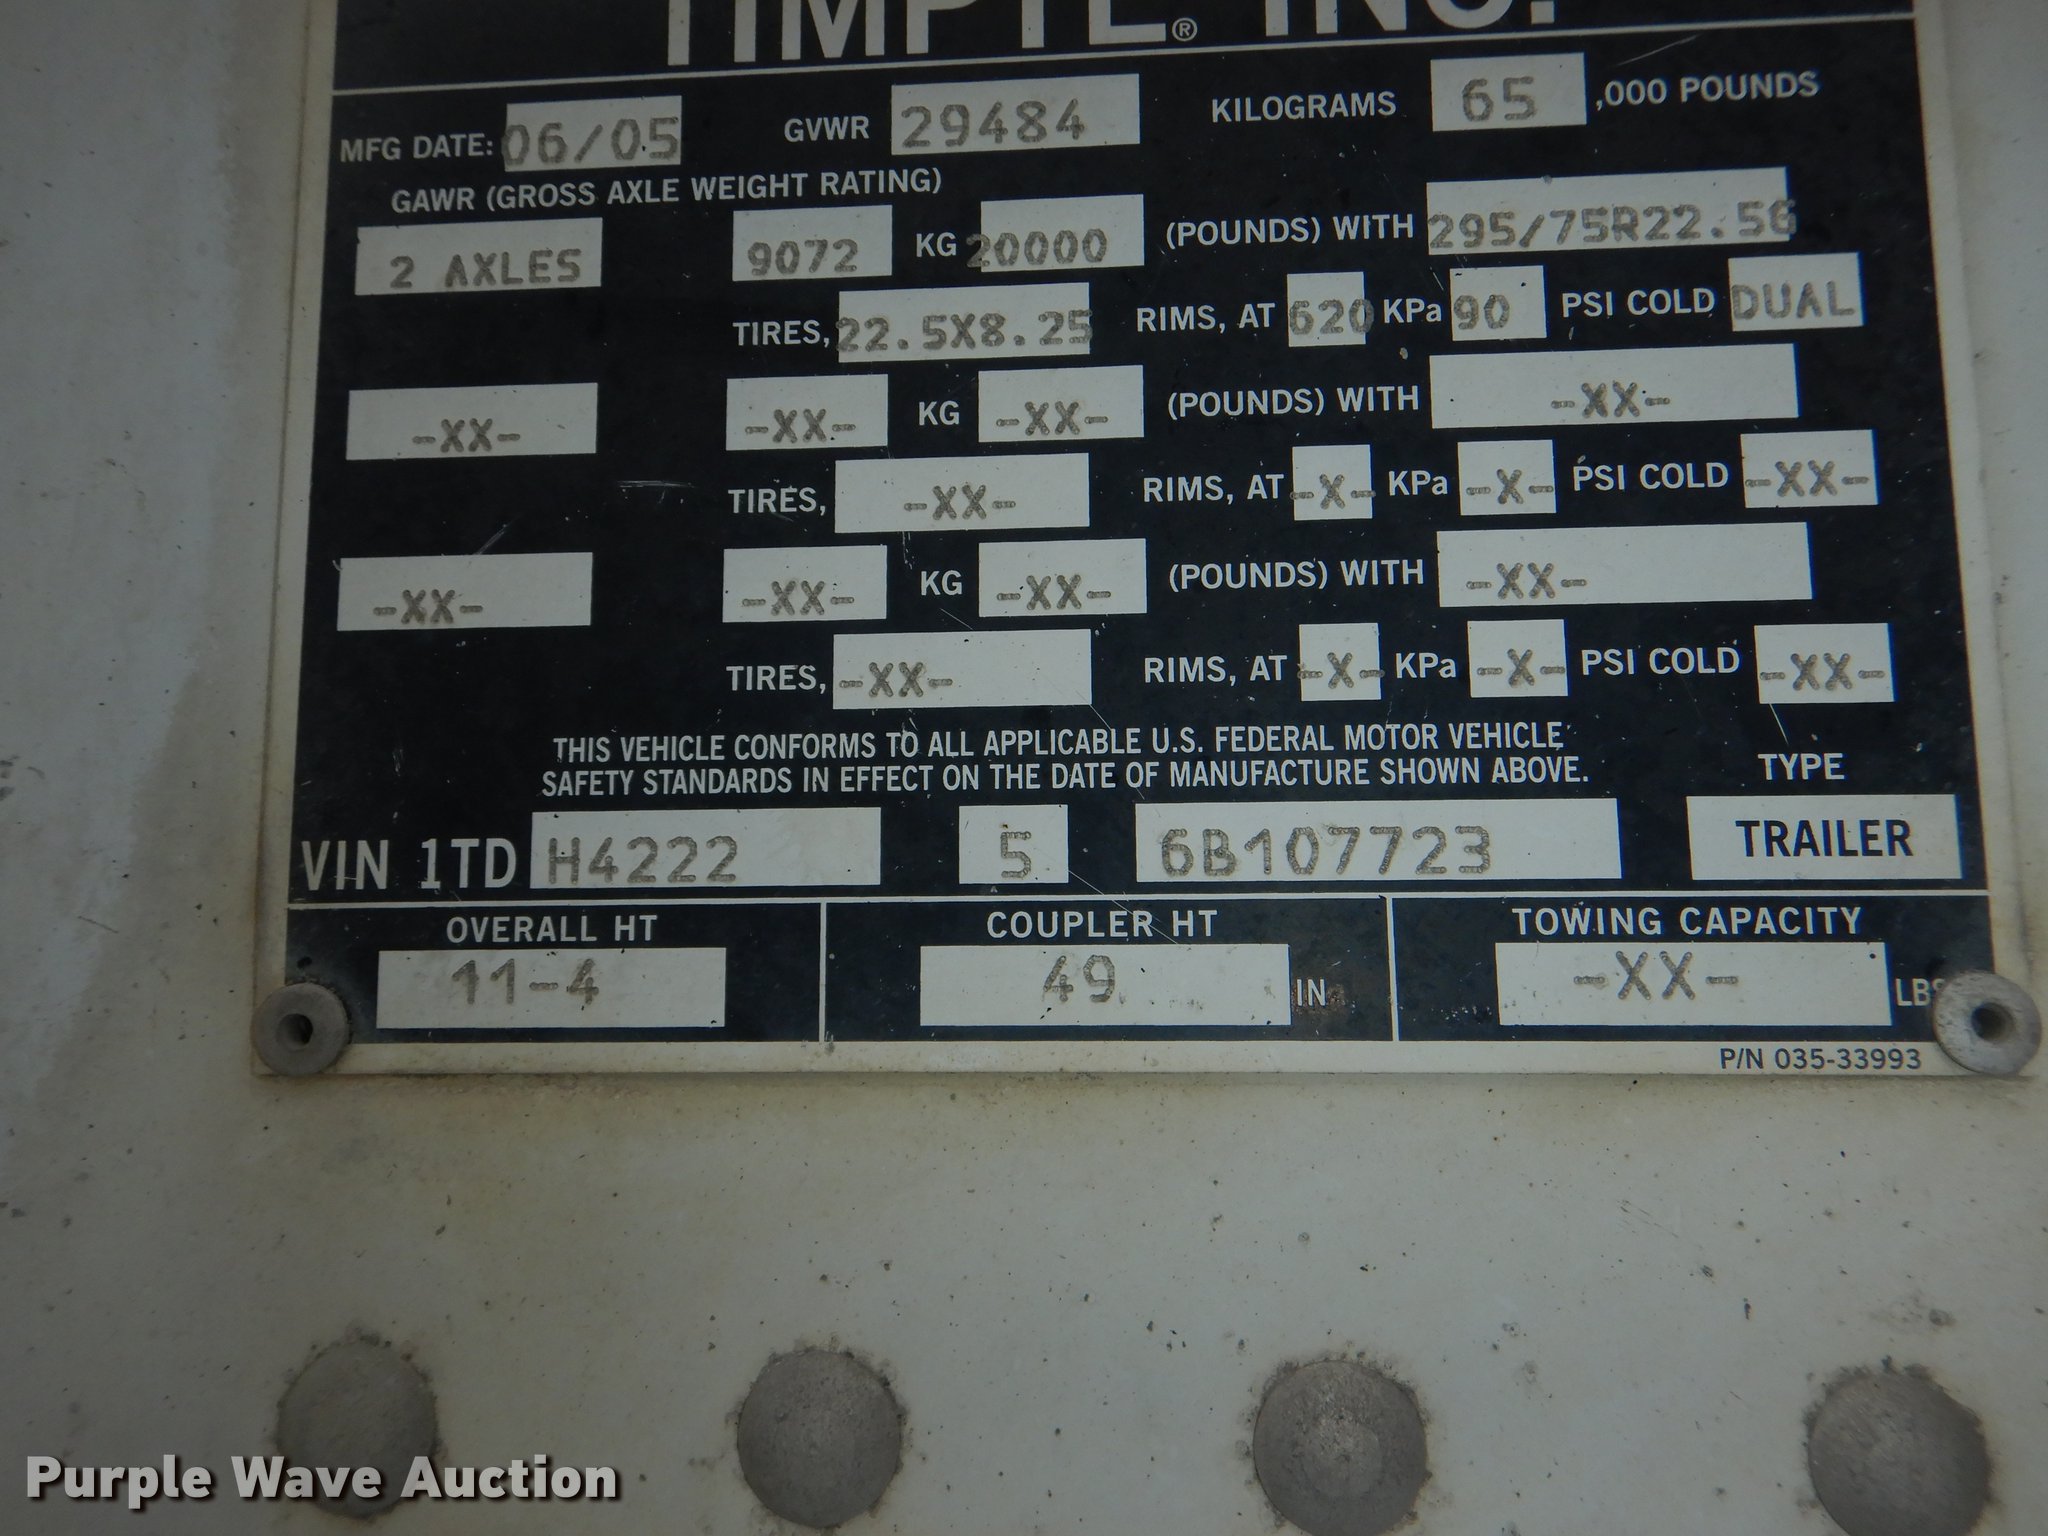 TIMPTE® INC.
MFG DATE: 06/05 GVWR 29484 KILOGRAMS 65 ,000 POUNDS
GAWR (GROSS AXLE WEIGHT RATING)
2 AXLES 9072 KG 20000 (POUNDS) WITH 295/75R22.5G
TIRES, 22.5X8.25 RIMS, AT 620 KPa 90 PSI COLD DUAL
-XX- -XX- KG -XX- (POUNDS) WITH -XX-
TIRES, -XX- RIMS, AT -X- KPa -X- PSI COLD -XX-
-XX- -XX- KG -XX- (POUNDS) WITH -XX-
TIRES, -XX- RIMS, AT -X- KPa -X- PSI COLD -XX-
THIS VEHICLE CONFORMS TO ALL APPLICABLE U.S. FEDERAL MOTOR VEHICLE
SAFETY STANDARDS IN EFFECT ON THE DATE OF MANUFACTURE SHOWN ABOVE.
TYPE
VIN 1TD H4222 5 6B107723 TRAILER
OVERALL HT COUPLER HT TOWING CAPACITY
11-4 49 IN -XX- LBS
P/N 035-33993
Purple Wave Auction